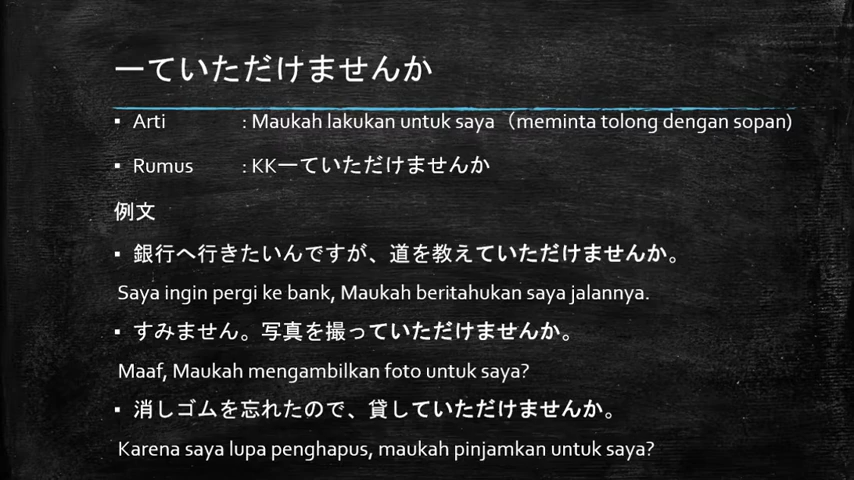 ーていただけませんか
▪ Arti : Maukah lakukan untuk saya（meminta tolong dengan sopan)
▪ Rumus : KKーていただけませんか
例文
▪ 銀行へ行きたいんですが、道を教えていただけませんか。
Saya ingin pergi ke bank, Maukah beritahukan saya jalannya.
▪ すみません。写真を撮っていただけませんか。
Maaf, Maukah mengambilkan foto untuk saya?
▪ 消しゴムを忘れたので、貸していただけませんか。
Karena saya lupa penghapus, maukah pinjamkan untuk saya?